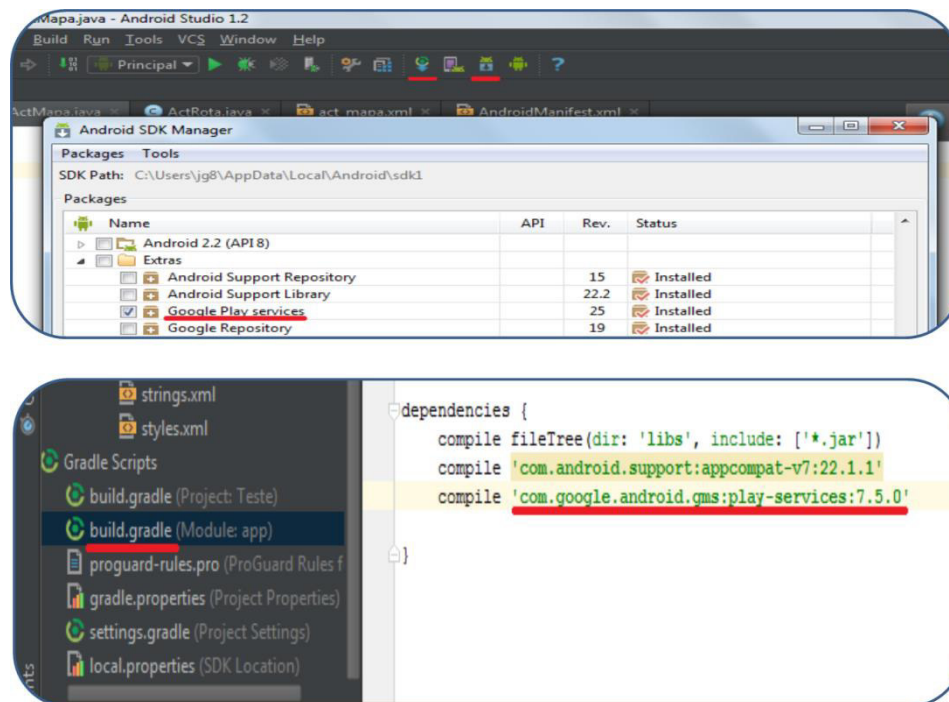 Mapa.java - Android Studio 1.2
Build Run Tools VCS Window Help
Principal
ActMapa.java ActRota.java act_mapa.xml AndroidManifest.xml
Android SDK Manager
Packages Tools
SDK Path: C:\Users\jg8\AppData\Local\Android\sdk1
Packages
Name API Rev. Status
Android 2.2 (API 8)
Extras
Android Support Repository 15 Installed
Android Support Library 22.2 Installed
Google Play services 25 Installed
Google Repository 19 Installed
strings.xml
styles.xml
Gradle Scripts
build.gradle (Project: Teste)
build.gradle (Module: app)
proguard-rules.pro (ProGuard Rules f
gradle.properties (Project Properties)
settings.gradle (Project Settings)
local.properties (SDK Location)
dependencies {
compile fileTree(dir: 'libs', include: ['*.jar'])
compile 'com.android.support:appcompat-v7:22.1.1'
compile 'com.google.android.gms:play-services:7.5.0'
}